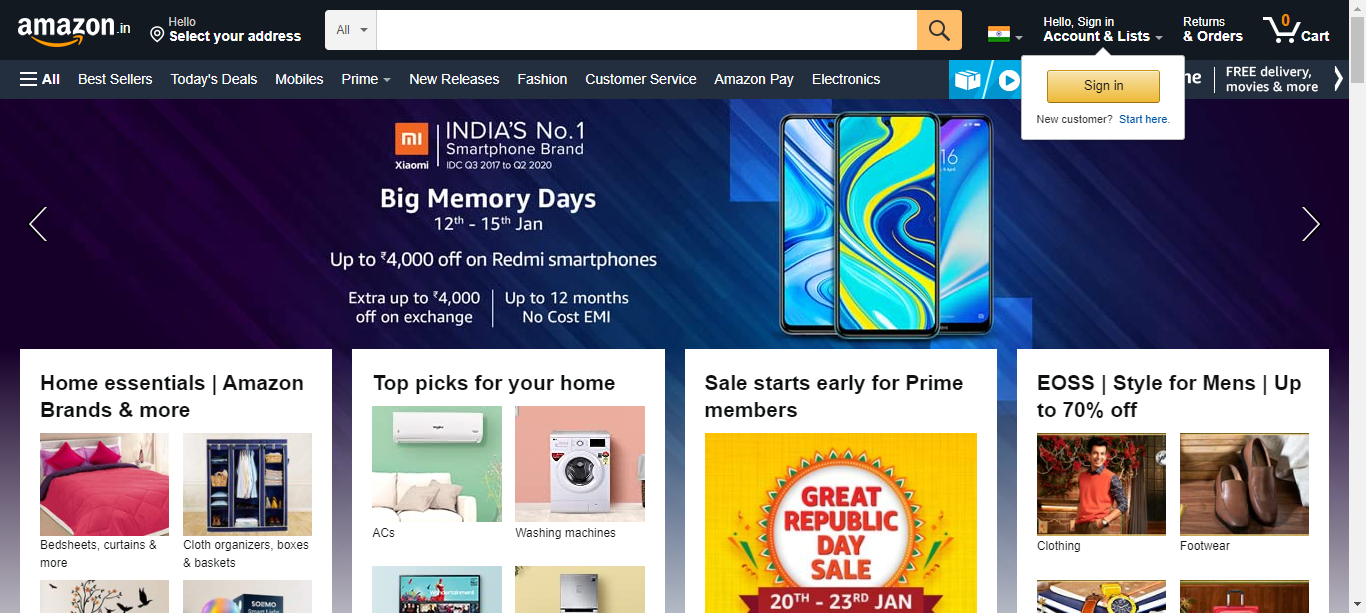 amazon.in
Hello
Select your address
All
Hello, Sign in
Account & Lists
Returns
& Orders
0
Cart
All
Best Sellers
Today's Deals
Mobiles
Prime
New Releases
Fashion
Customer Service
Amazon Pay
Electronics
FREE delivery,
movies & more
Sign in
New customer? Start here.
mi
Xiaomi
INDIA'S No.1
Smartphone Brand
IDC Q3 2017 to Q2 2020
Big Memory Days
12th - 15th Jan
Up to ₹4,000 off on Redmi smartphones
Extra up to ₹4,000
off on exchange
Up to 12 months
No Cost EMI
Home essentials | Amazon
Brands & more
Bedsheets, curtains &
more
Cloth organizers, boxes
& baskets
Top picks for your home
ACs
Washing machines
Sale starts early for Prime
members
GREAT
REPUBLIC
DAY
SALE
20TH - 23RD JAN
EOSS | Style for Mens | Up
to 70% off
Clothing
Footwear